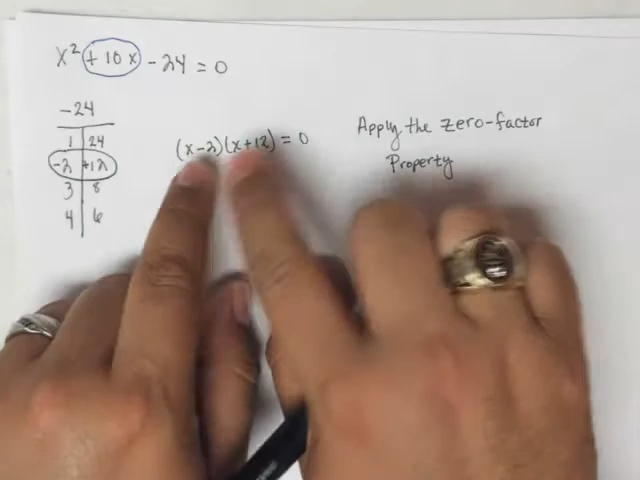 x² + 10x - 24 = 0
-24
1 24
-2 +12
3 8
4 6
(x-2)(x+12) = 0
Apply the zero-factor
Property